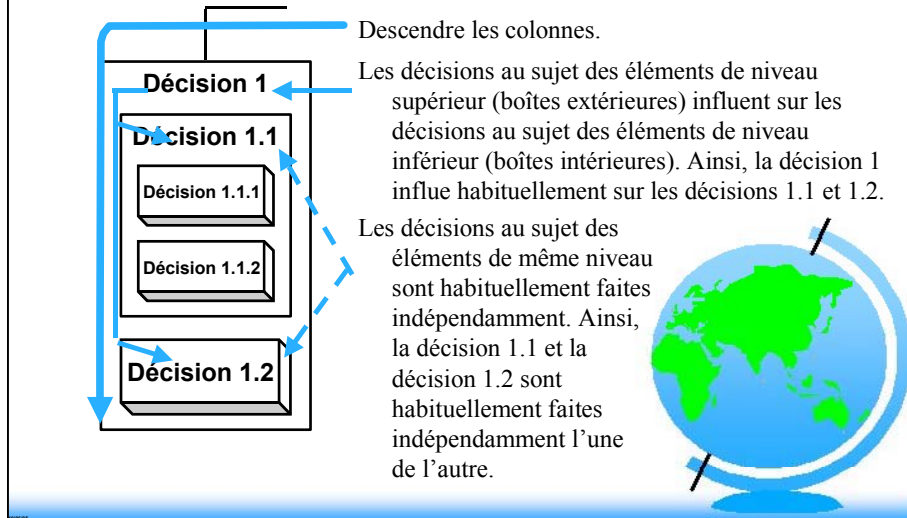 Descendre les colonnes.
Décision 1
Décision 1.1
Décision 1.1.1
Décision 1.1.2
Décision 1.2
Les décisions au sujet des éléments de niveau
supérieur (boîtes extérieures) influent sur les
décisions au sujet des éléments de niveau
inférieur (boîtes intérieures). Ainsi, la décision 1
influe habituellement sur les décisions 1.1 et 1.2.
Les décisions au sujet des
éléments de même niveau
sont habituellement faites
indépendamment. Ainsi,
la décision 1.1 et la
décision 1.2 sont
habituellement faites
indépendamment l’une
de l’autre.